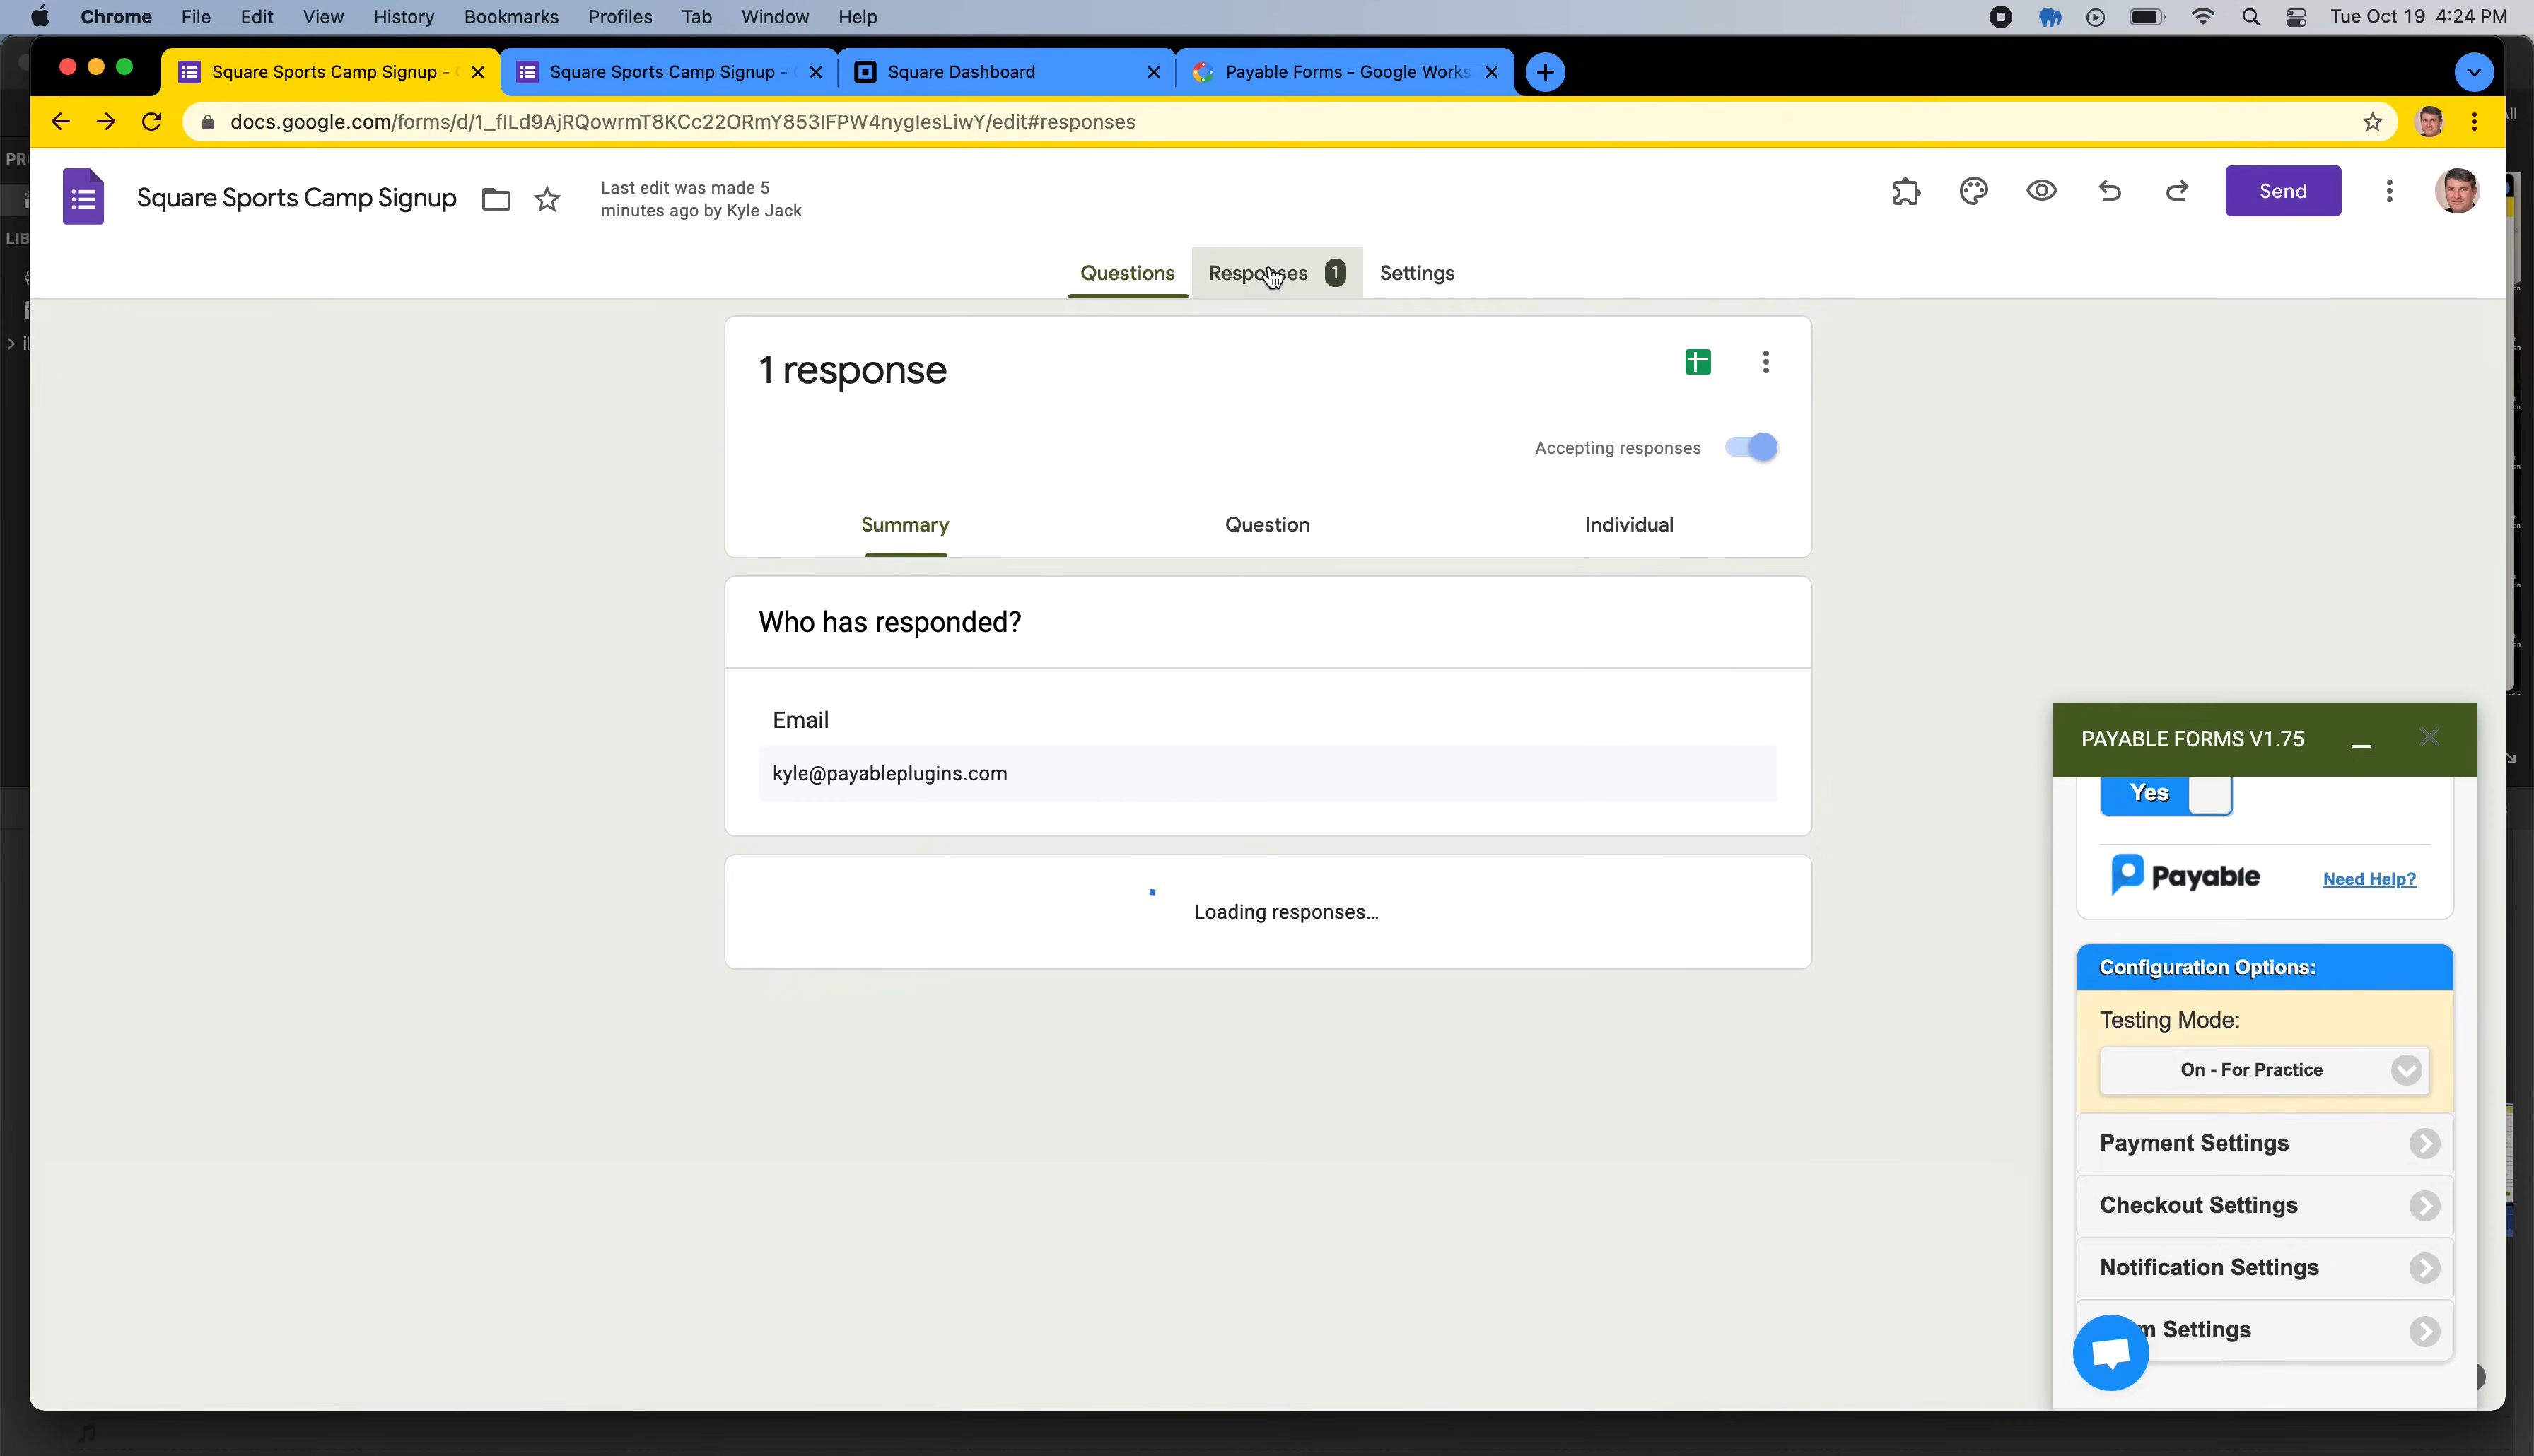 Chrome File Edit View History Bookmarks Profiles Tab Window Help Tue Oct 19 4:24 PM
Square Sports Camp Signup - Square Sports Camp Signup - Square Dashboard Payable Forms - Google Works
docs.google.com/forms/d/1_flLd9AjRQowrmT8KCc22ORmY853IFPW4nyglesLiwY/edit#responses
Square Sports Camp Signup
Last edit was made 5
minutes ago by Kyle Jack
Send
Questions Responses 1 Settings
1 response
Accepting responses
Summary Question Individual
Who has responded?
Email
kyle@payableplugins.com
Loading responses...
PAYABLE FORMS V1.75
Yes
Payable Need Help?
Configuration Options:
Testing Mode:
On - For Practice
Payment Settings
Checkout Settings
Notification Settings
Settings